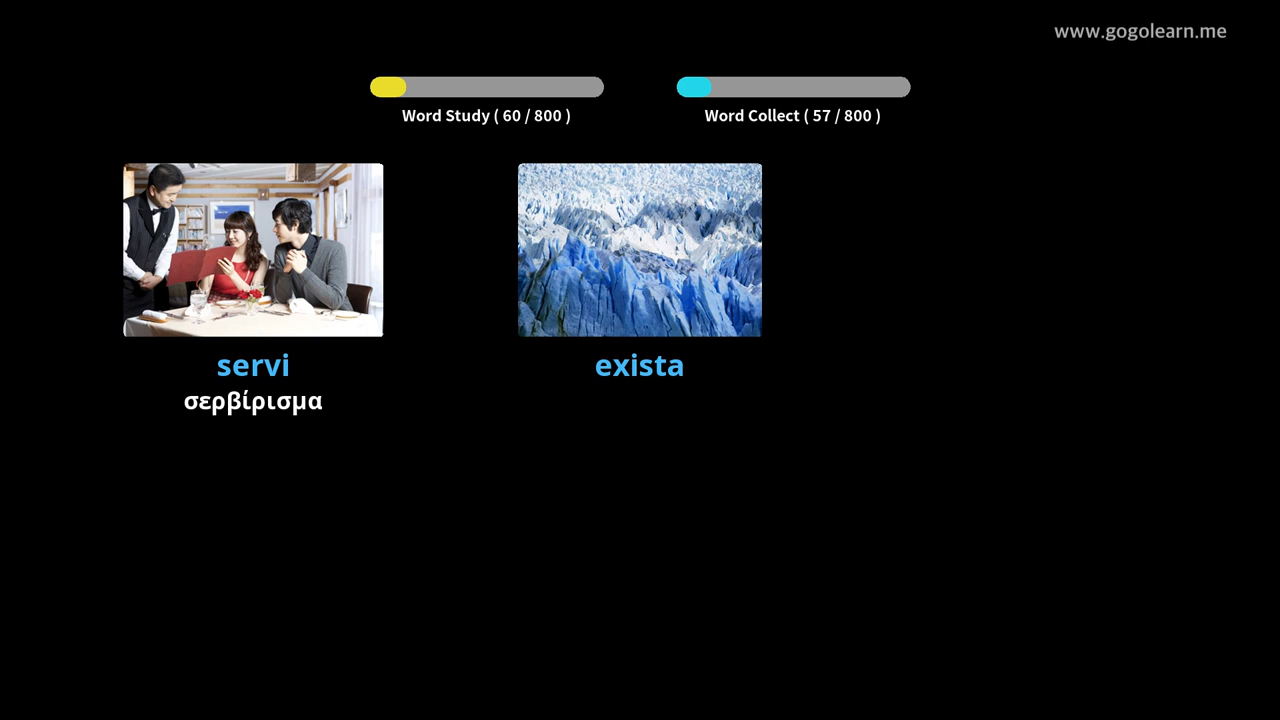 www.gogolearn.me
Word Study ( 60 / 800 )
Word Collect ( 57 / 800 )
servi
σερβίρισμα
exista